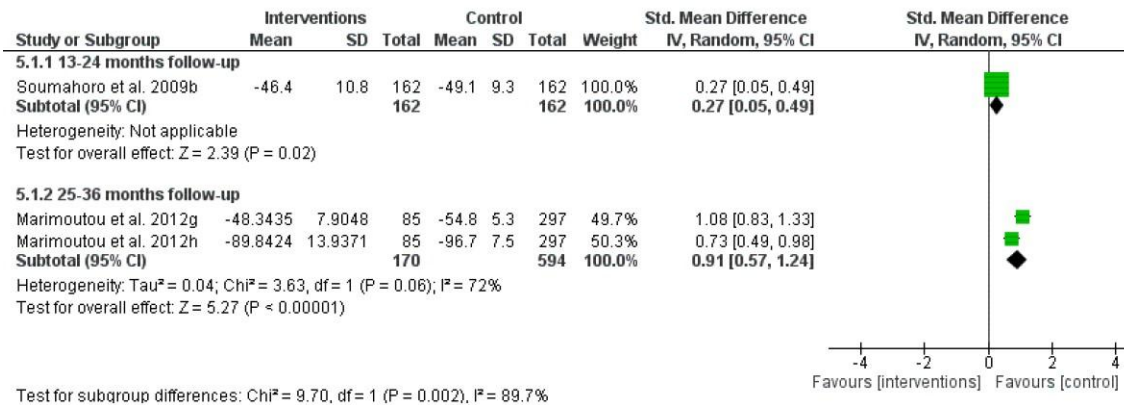 Interventions Control Std. Mean Difference Std. Mean Difference
Study or Subgroup Mean SD Total Mean SD Total Weight IV, Random, 95% CI IV, Random, 95% CI
5.1.1 13-24 months follow-up
Soumahoro et al. 2009b -46.4 10.8 162 -49.1 9.3 162 100.0% 0.27 [0.05, 0.49]
Subtotal (95% CI) 162 162 100.0% 0.27 [0.05, 0.49]
Heterogeneity: Not applicable
Test for overall effect: Z = 2.39 (P = 0.02)
5.1.2 25-36 months follow-up
Marimoutou et al. 2012g -48.3435 7.9048 85 -54.8 5.3 297 49.7% 1.08 [0.83, 1.33]
Marimoutou et al. 2012h -89.8424 13.9371 85 -96.7 7.5 297 50.3% 0.73 [0.49, 0.98]
Subtotal (95% CI) 170 594 100.0% 0.91 [0.57, 1.24]
Heterogeneity: Tau² = 0.04; Chi² = 3.63, df = 1 (P = 0.06); I² = 72%
Test for overall effect: Z = 5.27 (P < 0.00001)
-4 -2 0 2 4
Favours [interventions] Favours [control]
Test for subgroup differences: Chi² = 9.70, df = 1 (P = 0.002), I² = 89.7%